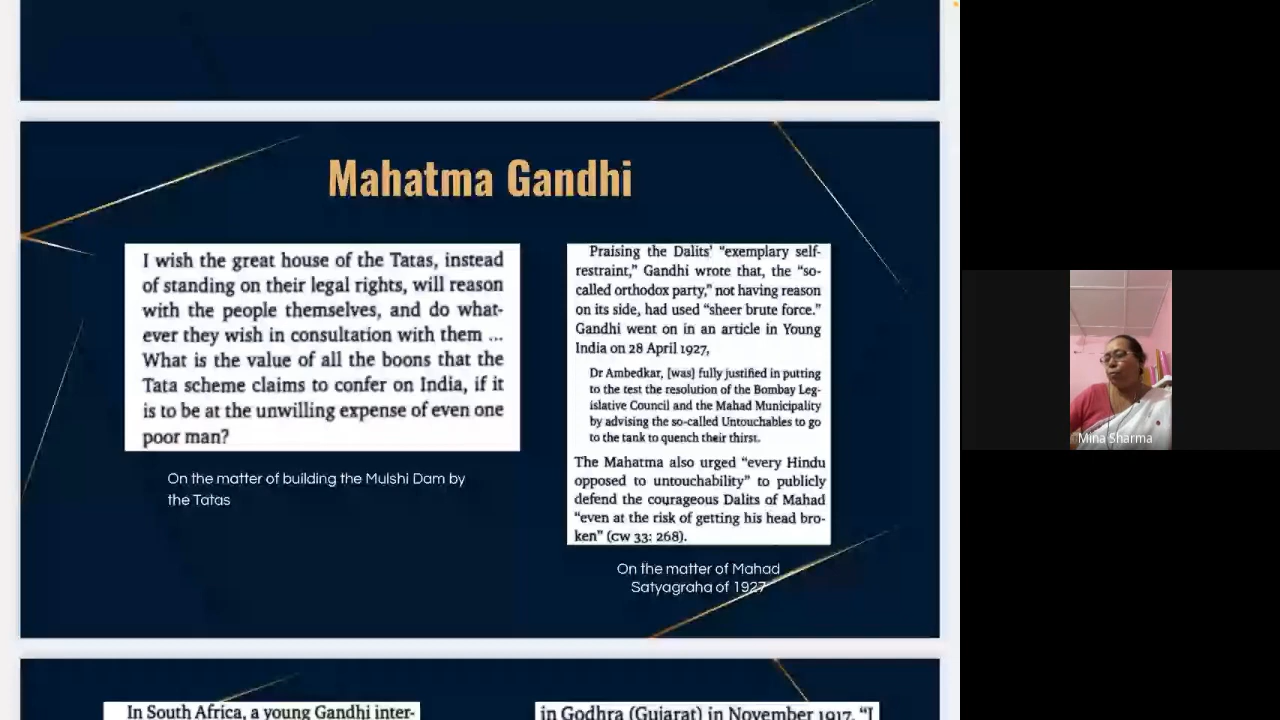 Mahatma Gandhi
I wish the great house of the Tatas, instead
of standing on their legal rights, will reason
with the people themselves, and do what-
ever they wish in consultation with them ...
What is the value of all the boons that the
Tata scheme claims to confer on India, if it
is to be at the unwilling expense of even one
poor man?
On the matter of building the Mulshi Dam by
the Tatas
Praising the Dalits' “exemplary self-
restraint,” Gandhi wrote that, the “so-
called orthodox party,” not having reason
on its side, had used “sheer brute force.”
Gandhi went on in an article in Young
India on 28 April 1927,
Dr Ambedkar, [was] fully justified in putting
to the test the resolution of the Bombay Leg-
islative Council and the Mahad Municipality
by advising the so-called Untouchables to go
to the tank to quench their thirst.
The Mahatma also urged “every Hindu
opposed to untouchability” to publicly
defend the courageous Dalits of Mahad
“even at the risk of getting his head bro-
ken” (CW 33: 268).
On the matter of Mahad
Satyagraha of 1927
In South Africa, a young Gandhi inter-
in Godhra (Gujarat) in November 1917, “I
Mina Sharma